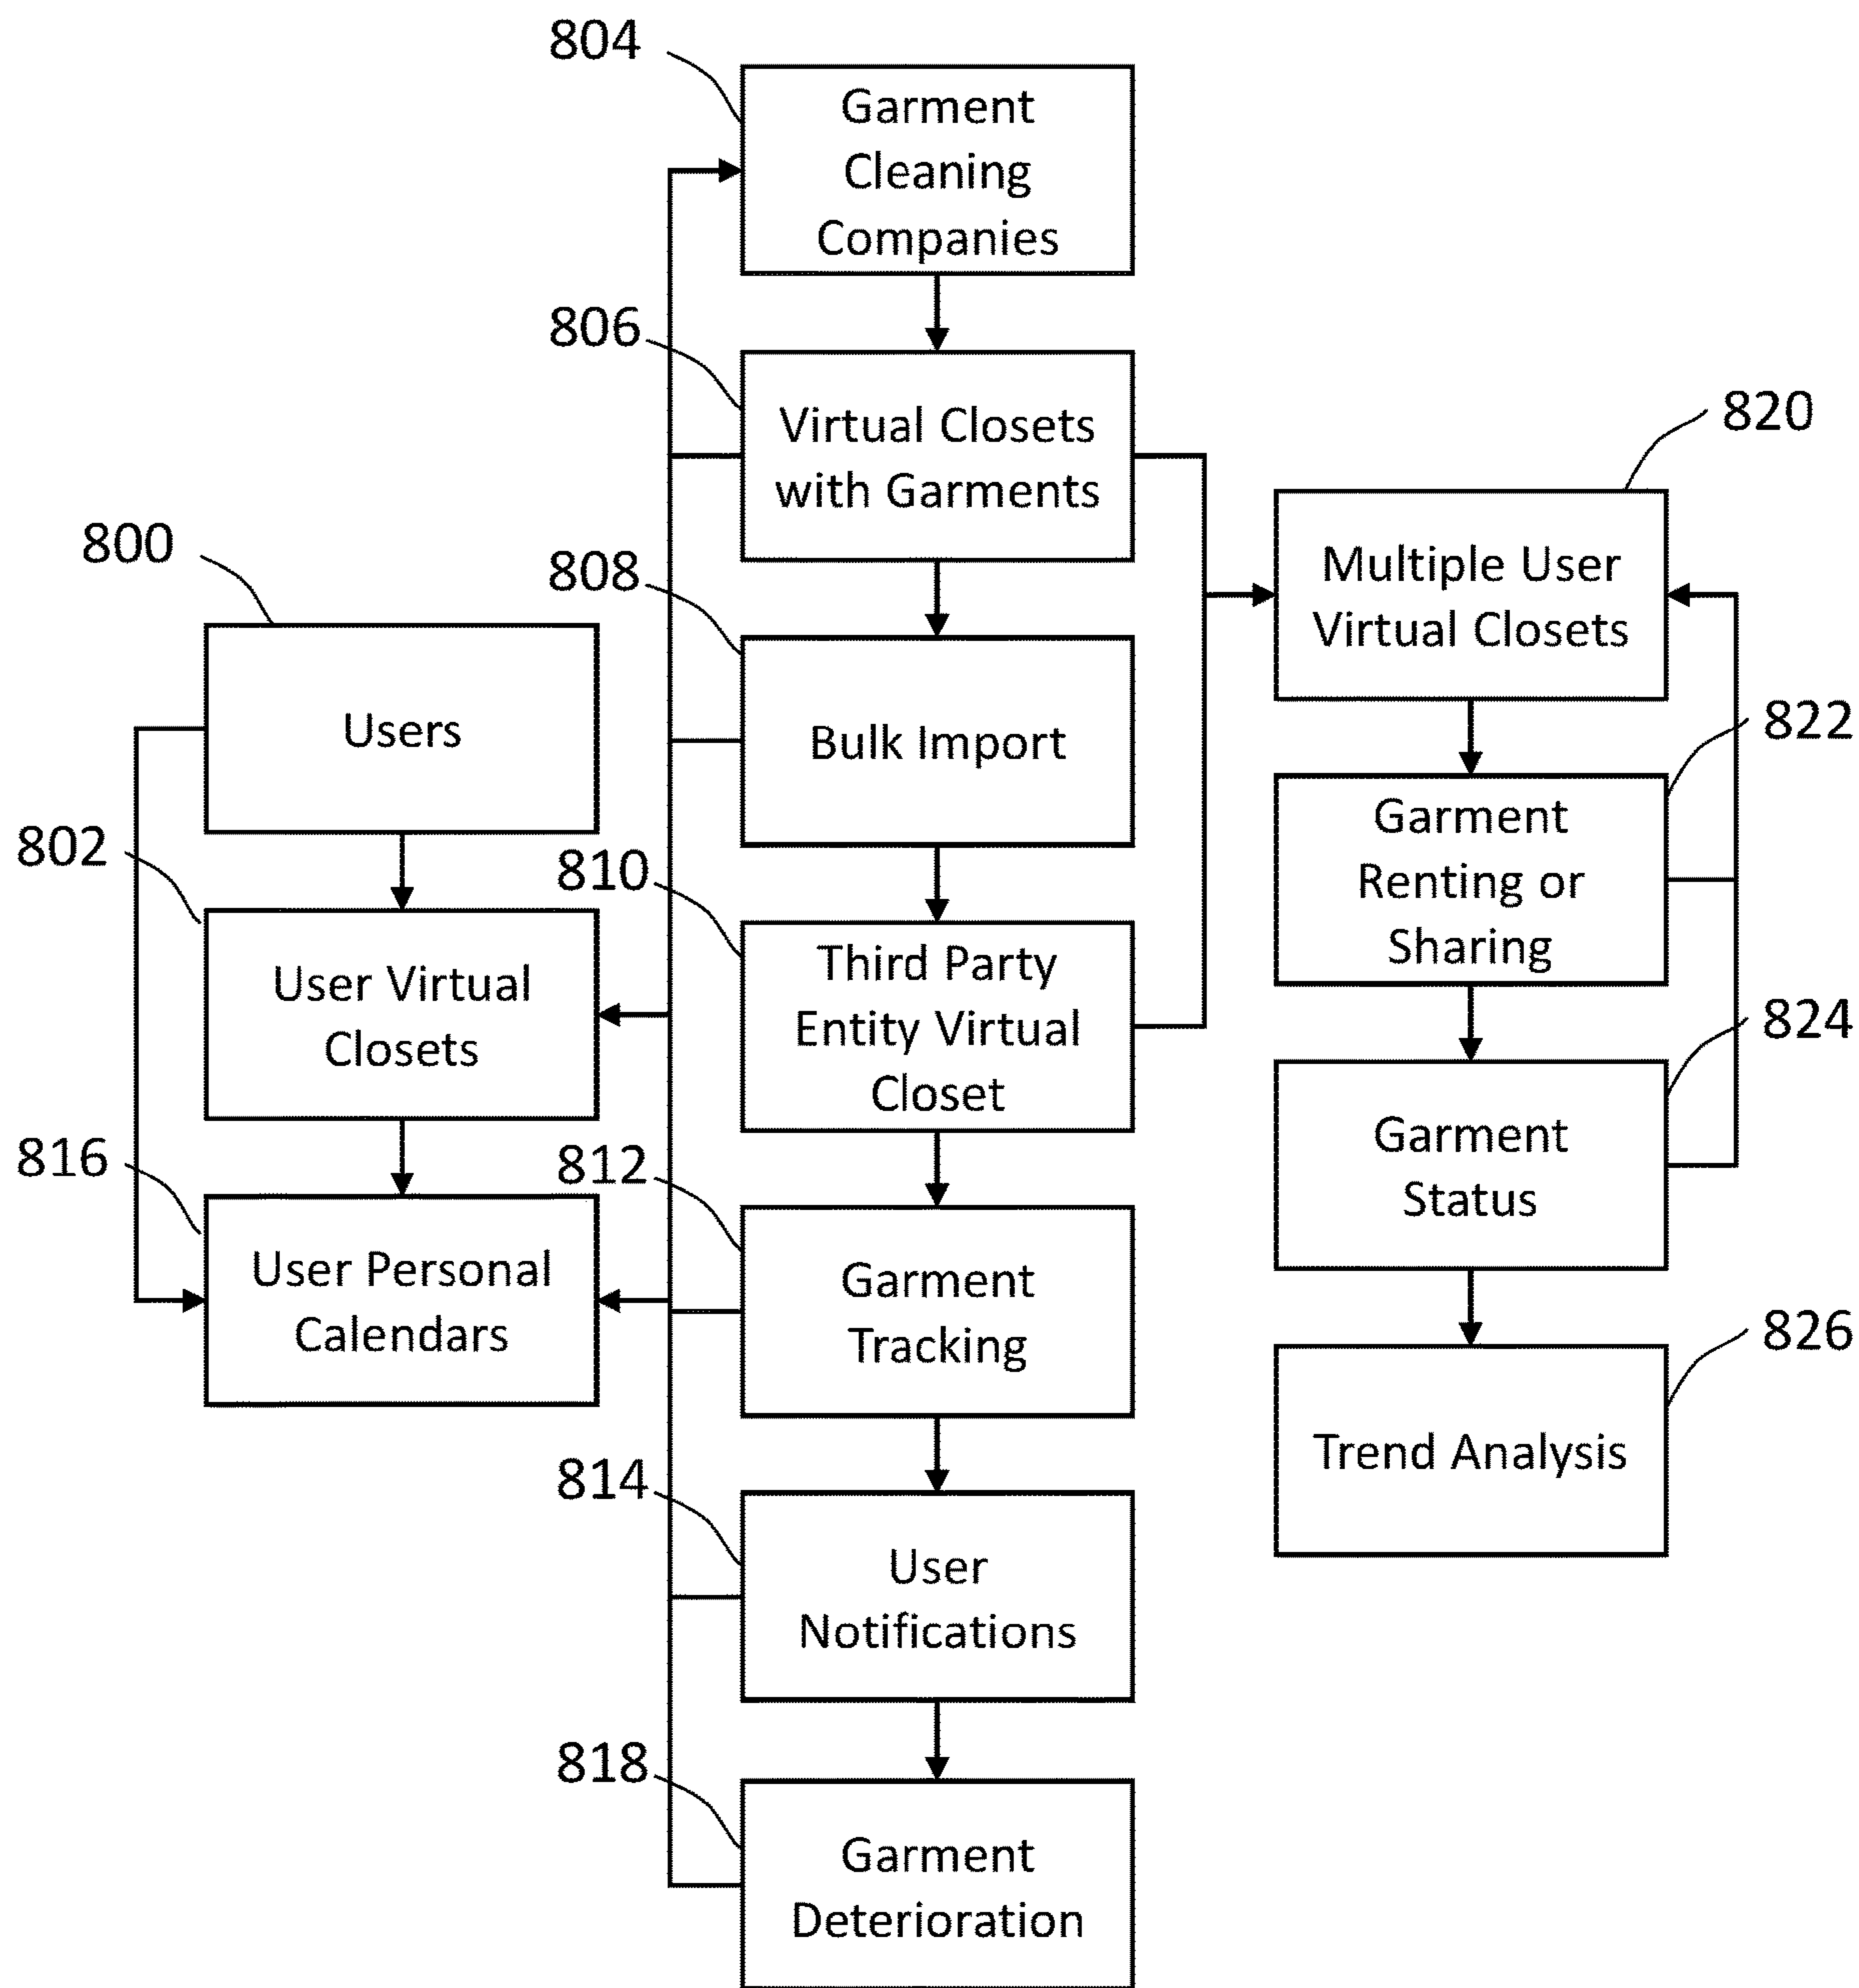 804
Garment
Cleaning
Companies
806
Virtual Closets
with Garments
820
800
808
Multiple User
Virtual Closets
Users
Bulk Import
822
802
810
Garment
Renting or
Sharing
User Virtual
Closets
Third Party
Entity Virtual
Closet
824
816
812
Garment
Status
User Personal
Calendars
Garment
Tracking
826
814
Trend Analysis
User
Notifications
818
Garment
Deterioration